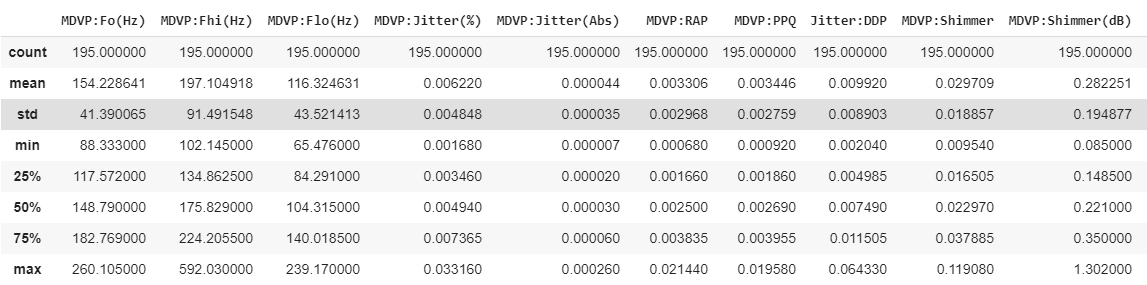 MDVP:Fo(Hz) MDVP:Fhi(Hz) MDVP:Flo(Hz) MDVP:Jitter(%) MDVP:Jitter(Abs) MDVP:RAP MDVP:PPQ Jitter:DDP MDVP:Shimmer MDVP:Shimmer(dB)
count 195.000000 195.000000 195.000000 195.000000 195.000000 195.000000 195.000000 195.000000 195.000000 195.000000
mean 154.228641 197.104918 116.324631 0.006220 0.000044 0.003306 0.003446 0.009920 0.029709 0.282251
std 41.390065 91.491548 43.521413 0.004848 0.000035 0.002968 0.002759 0.008903 0.018857 0.194877
min 88.333000 102.145000 65.476000 0.001680 0.000007 0.000680 0.000920 0.002040 0.009540 0.085000
25% 117.572000 134.862500 84.291000 0.003460 0.000020 0.001660 0.001860 0.004985 0.016505 0.148500
50% 148.790000 175.829000 104.315000 0.004940 0.000030 0.002500 0.002690 0.007490 0.022970 0.221000
75% 182.769000 224.205500 140.018500 0.007365 0.000060 0.003835 0.003955 0.011505 0.037885 0.350000
max 260.105000 592.030000 239.170000 0.033160 0.000260 0.021440 0.019580 0.064330 0.119080 1.302000